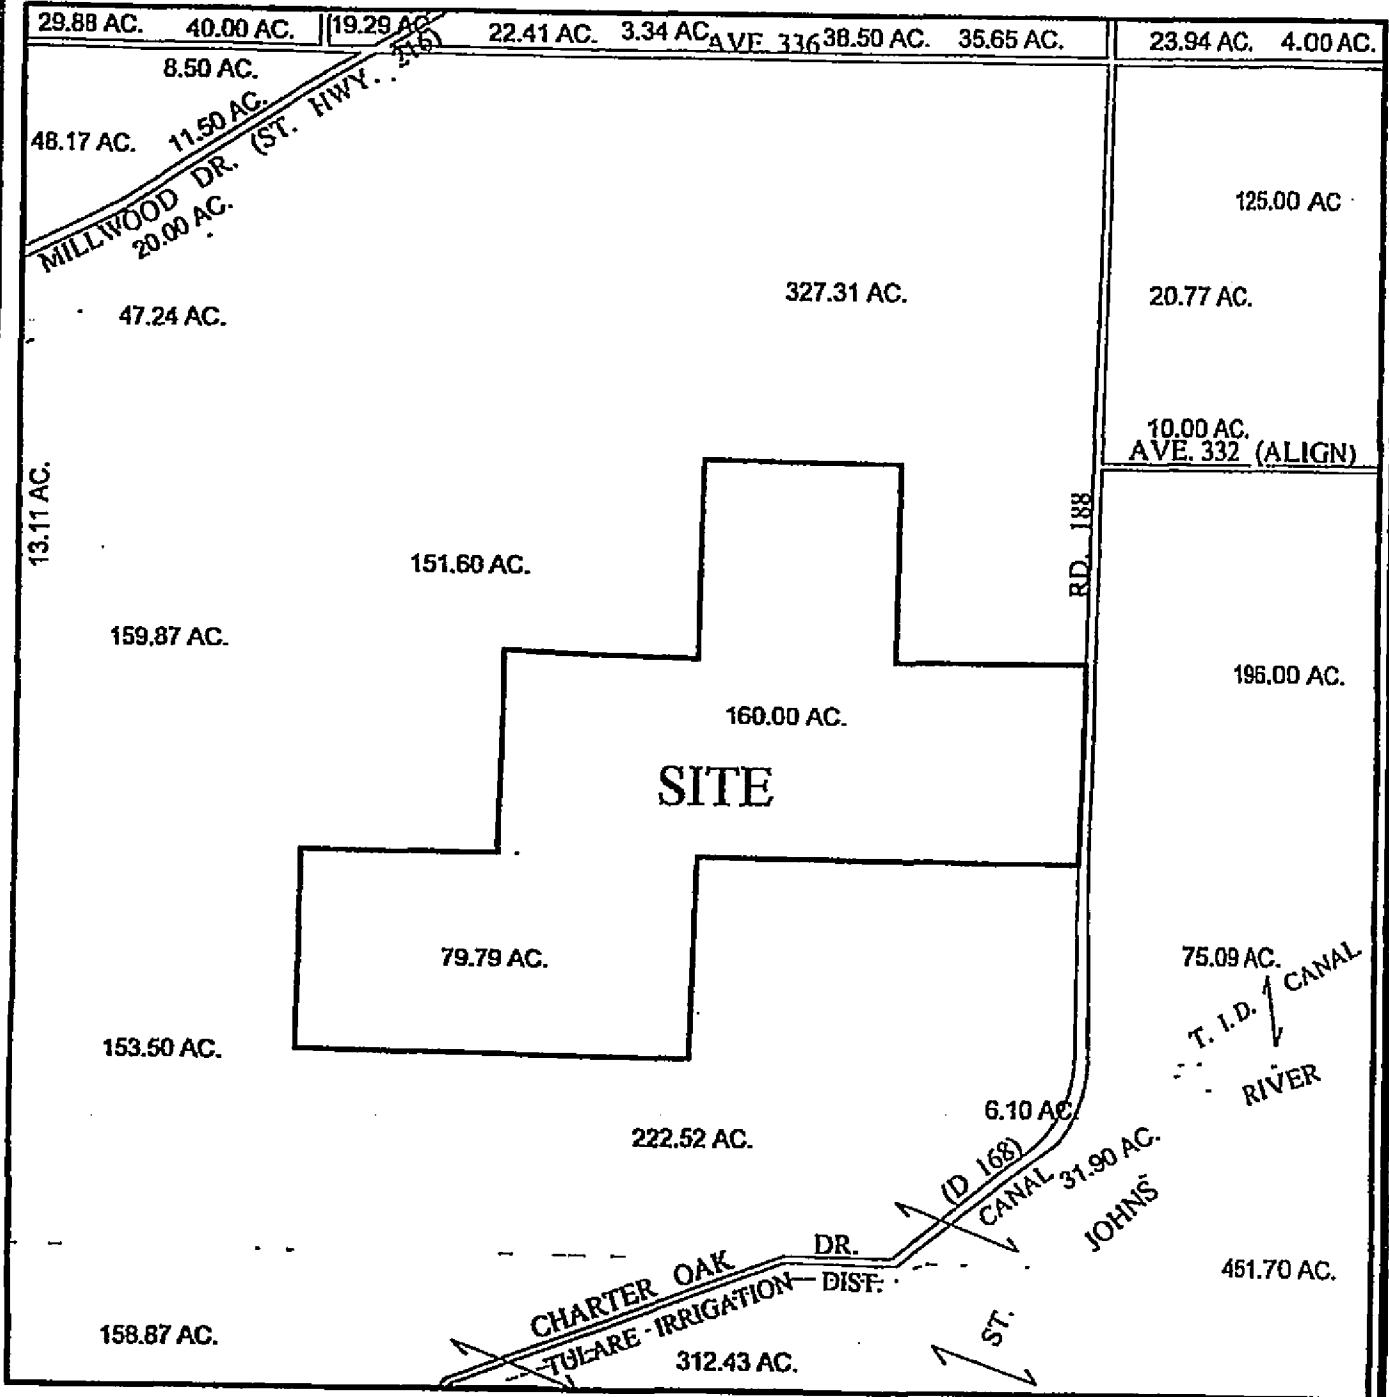 29.88 AC. 40.00 AC. 19.29 AC. 22.41 AC. 3.34 AC. AVE. 336 38.50 AC. 35.65 AC. 23.94 AC. 4.00 AC.
8.50 AC.
48.17 AC.
11.50 AC.
MILLWOOD DR. (ST. HWY. 216)
20.00 AC.
125.00 AC
327.31 AC.
20.77 AC.
47.24 AC.
10.00 AC.
AVE. 332 (ALIGN)
13.11 AC.
RD. 188
151.60 AC.
159.87 AC.
196.00 AC.
160.00 AC.
SITE
79.79 AC.
75.09 AC.
T. I.D. CANAL
153.50 AC.
RIVER
6.10 AC.
222.52 AC.
(D 168)
CANAL
31.90 AC.
JOHNS
DR.
CHARTER OAK
TULARE IRRIGATION DIST.
451.70 AC.
158.87 AC.
312.43 AC.
ST.